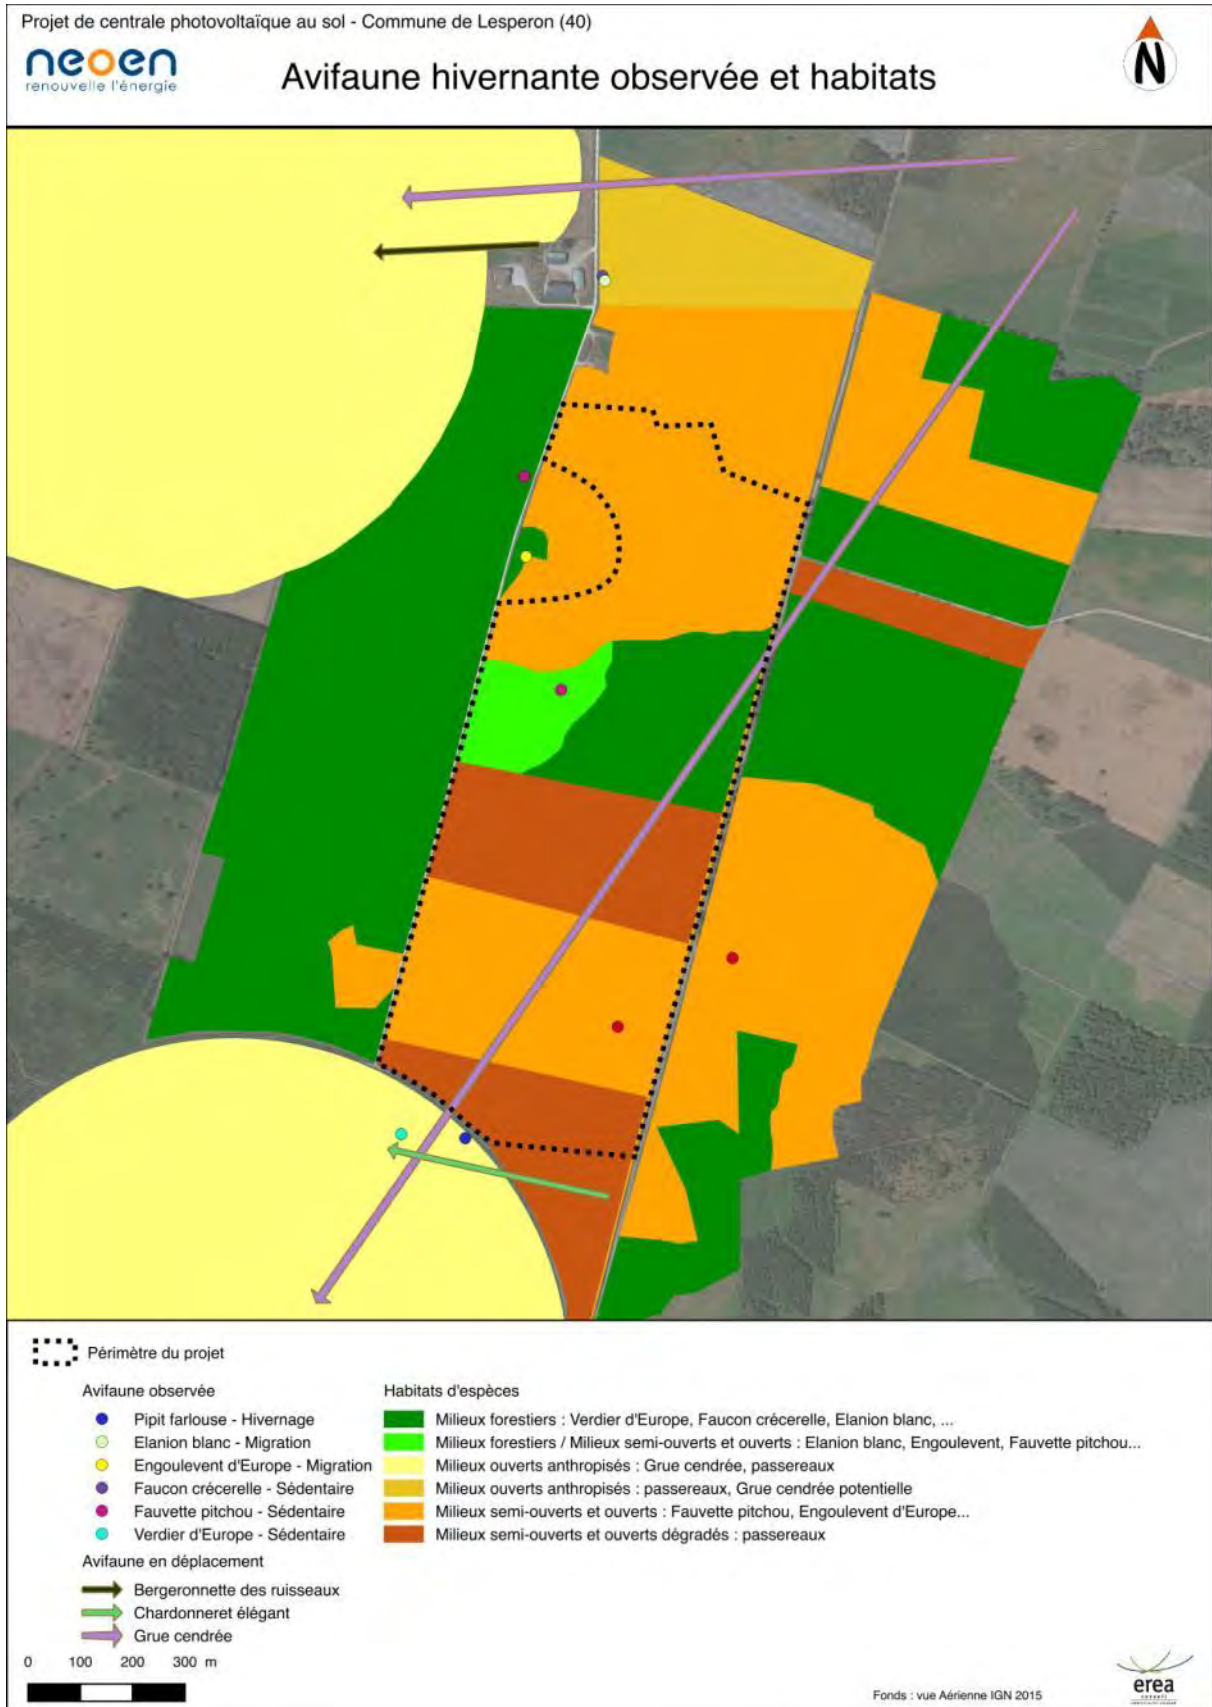 Projet de centrale photovoltaïque au sol - Commune de Lesperon (40)
neoen
renouvelle l'énergie
Avifaune hivernante observée et habitats
N
Périmètre du projet
Avifaune observée
Pipit farlouse - Hivernage
Elanion blanc - Migration
Engoulevent d'Europe - Migration
Faucon crécerelle - Sédentaire
Fauvette pitchou - Sédentaire
Verdier d'Europe - Sédentaire
Avifaune en déplacement
Bergeronnette des ruisseaux
Chardonneret élégant
Grue cendrée
Habitats d'espèces
Milieux forestiers : Verdier d'Europe, Faucon crécerelle, Elanion blanc, ...
Milieux forestiers / Milieux semi-ouverts et ouverts : Elanion blanc, Engoulevent, Fauvette pitchou...
Milieux ouverts anthropisés : Grue cendrée, passereaux
Milieux ouverts anthropisés : passereaux, Grue cendrée potentielle
Milieux semi-ouverts et ouverts : Fauvette pitchou, Engoulevent d'Europe...
Milieux semi-ouverts et ouverts dégradés : passereaux
0 100 200 300 m
Fonds : vue Aérienne IGN 2015
erea
conseil